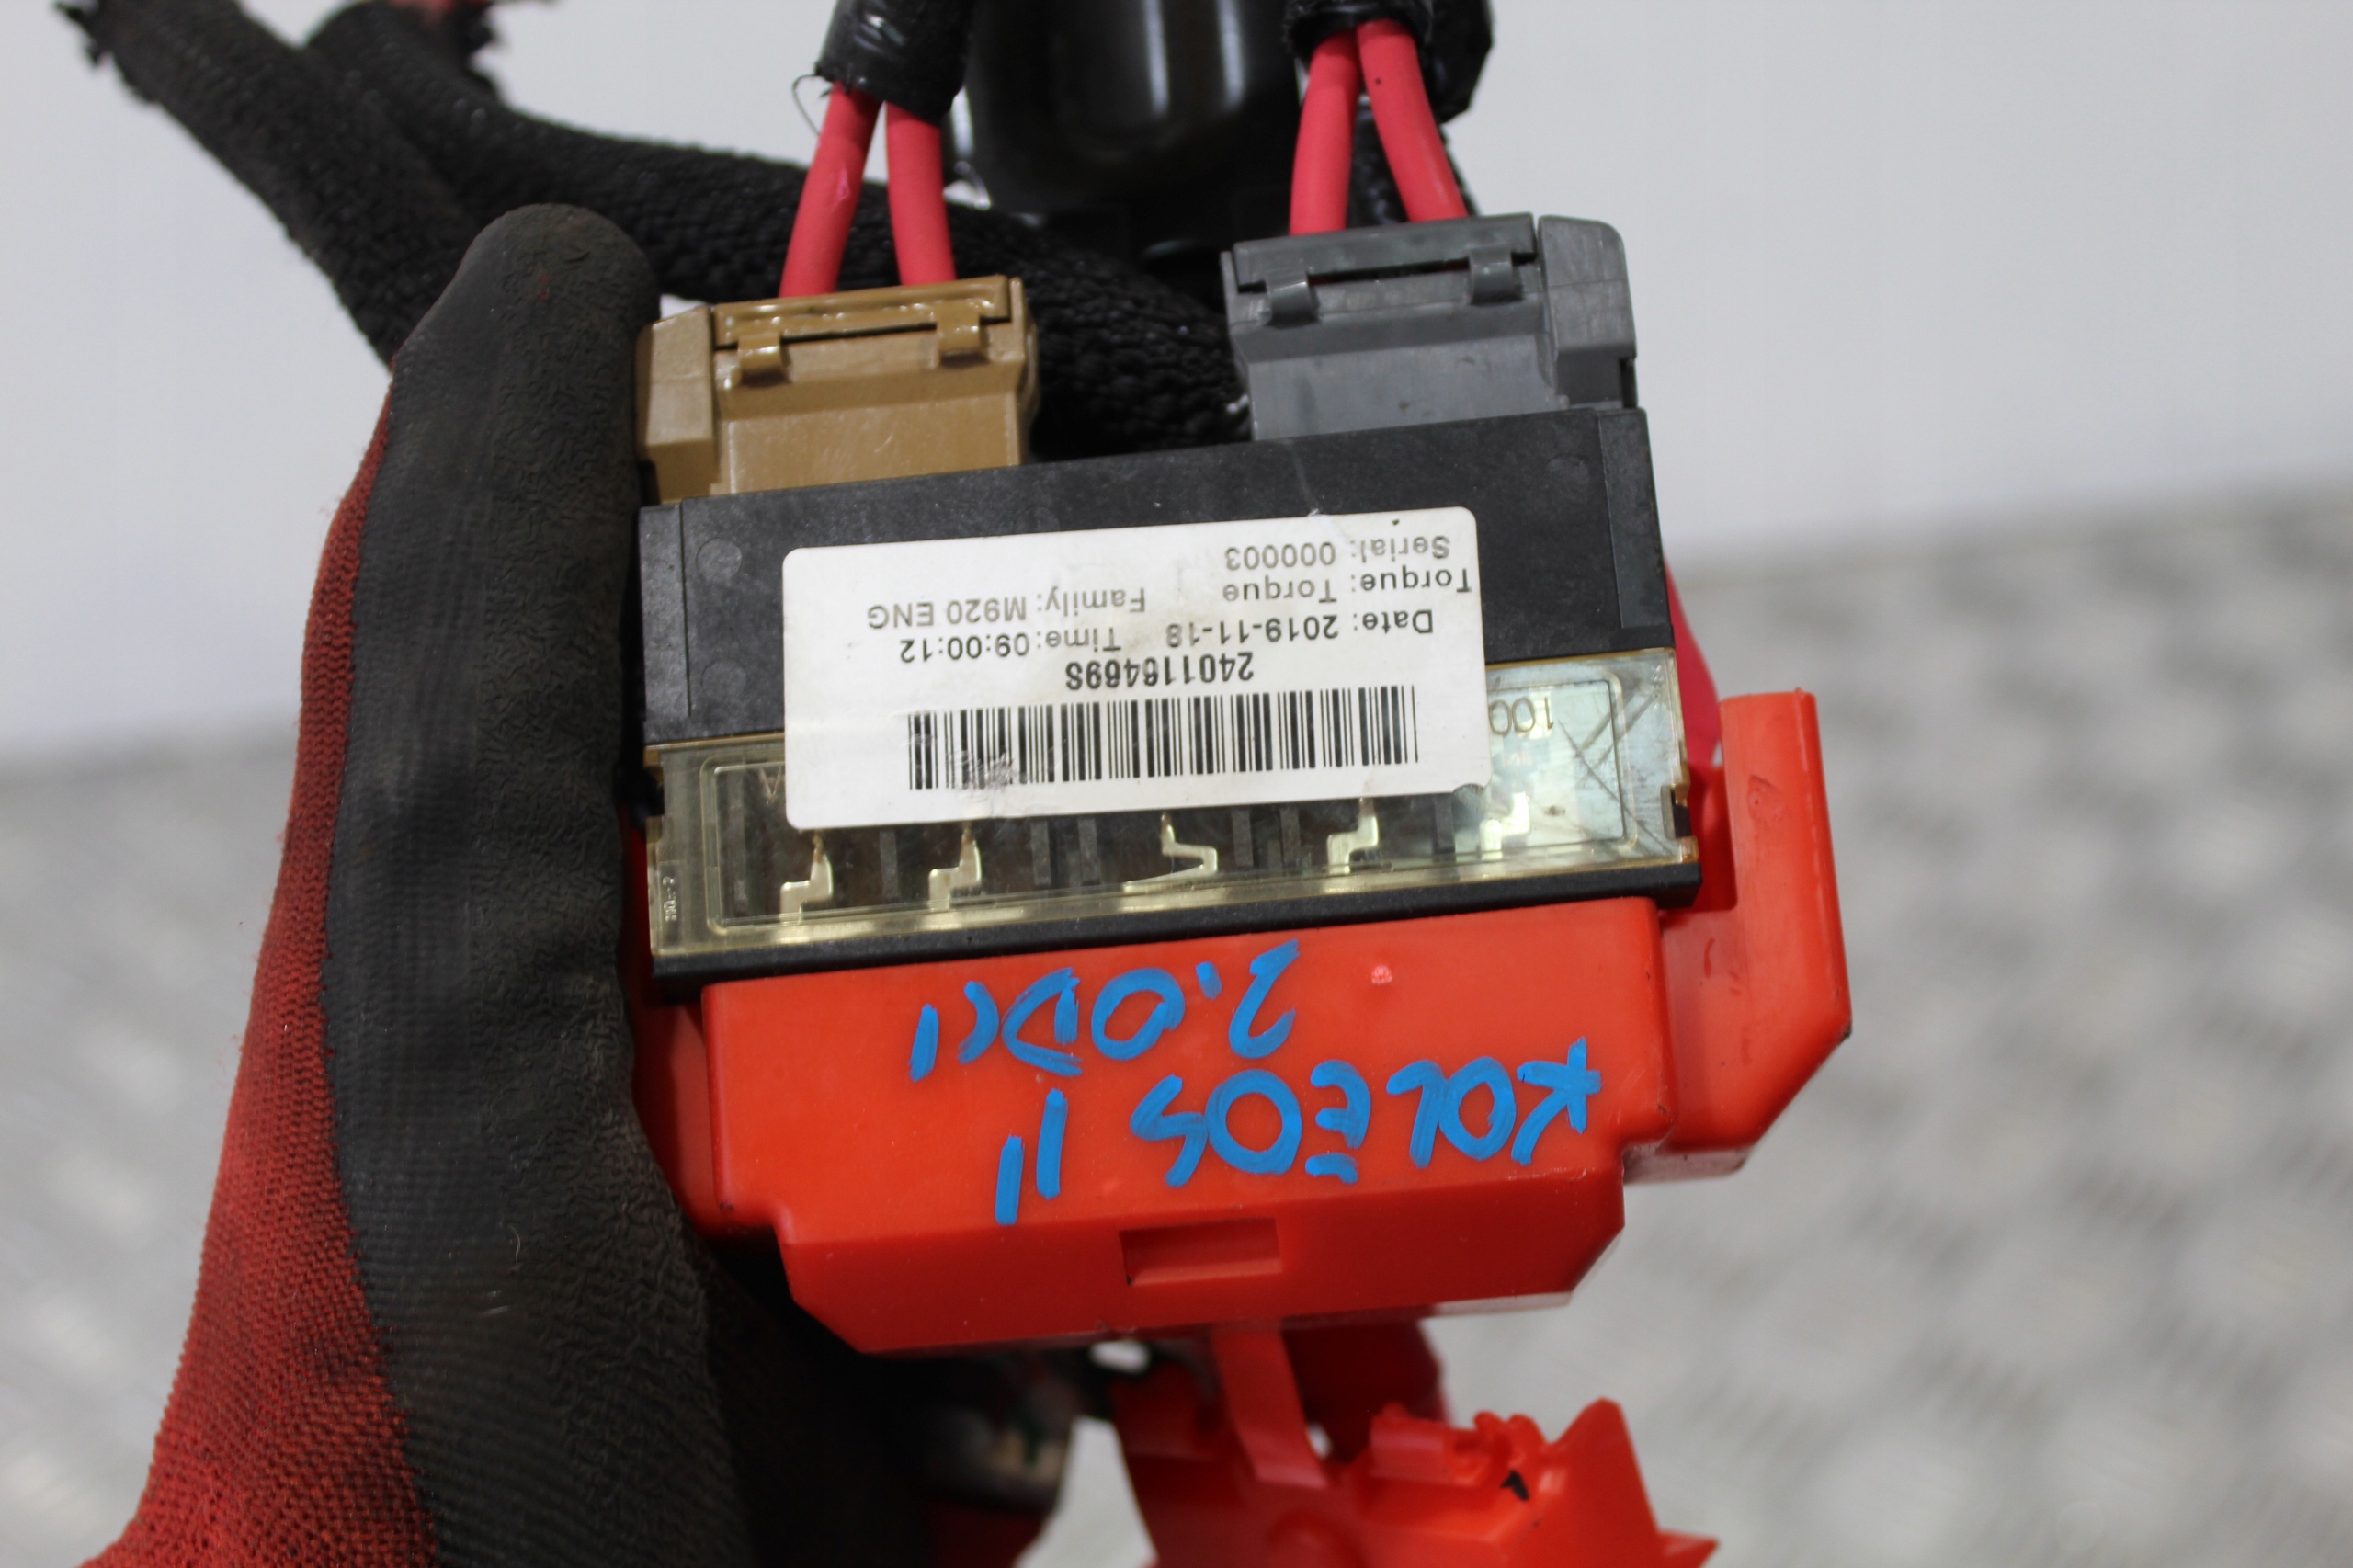 KOLEOS II
2.0DCI
100
240116469S
Date: 2019-11-18 Time:09:00:12
Torque: Torque Family: M920 ENG
Serial: 000003